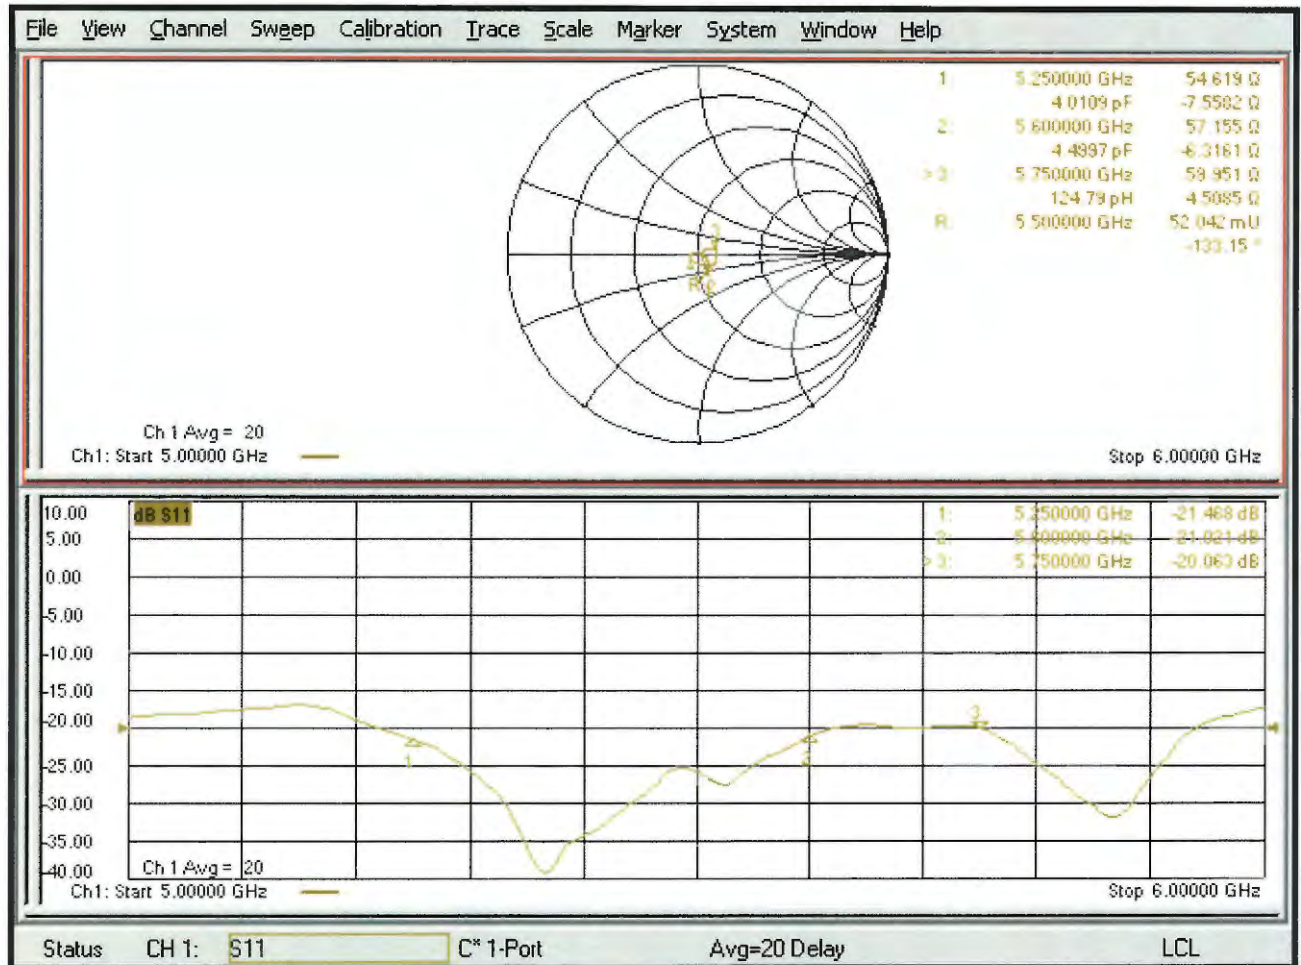 File View Channel Sweep Calibration Trace Scale Marker System Window Help
1: 5.250000 GHz 54.619 Ω
4.0109 pF -7.5582 Ω
2: 5.600000 GHz 57.155 Ω
4.4997 pF -6.3161 Ω
> 3: 5.750000 GHz 59.951 Ω
124.79 pH 4.5085 Ω
R: 5.500000 GHz 52.042 mU
-133.15 °
3
R 2
Ch 1 Avg = 20
Ch1: Start 5.00000 GHz
Stop 6.00000 GHz
10.00
dB S11
1: 5.250000 GHz -21.468 dB
5.00
2: 5.600000 GHz -21.021 dB
> 3: 5.750000 GHz -20.063 dB
0.00
-5.00
-10.00
-15.00
-20.00
3
1
2
-25.00
-30.00
-35.00
-40.00
Ch 1 Avg = 20
Ch1: Start 5.00000 GHz
Stop 6.00000 GHz
Status CH 1: S11 C* 1-Port Avg=20 Delay LCL